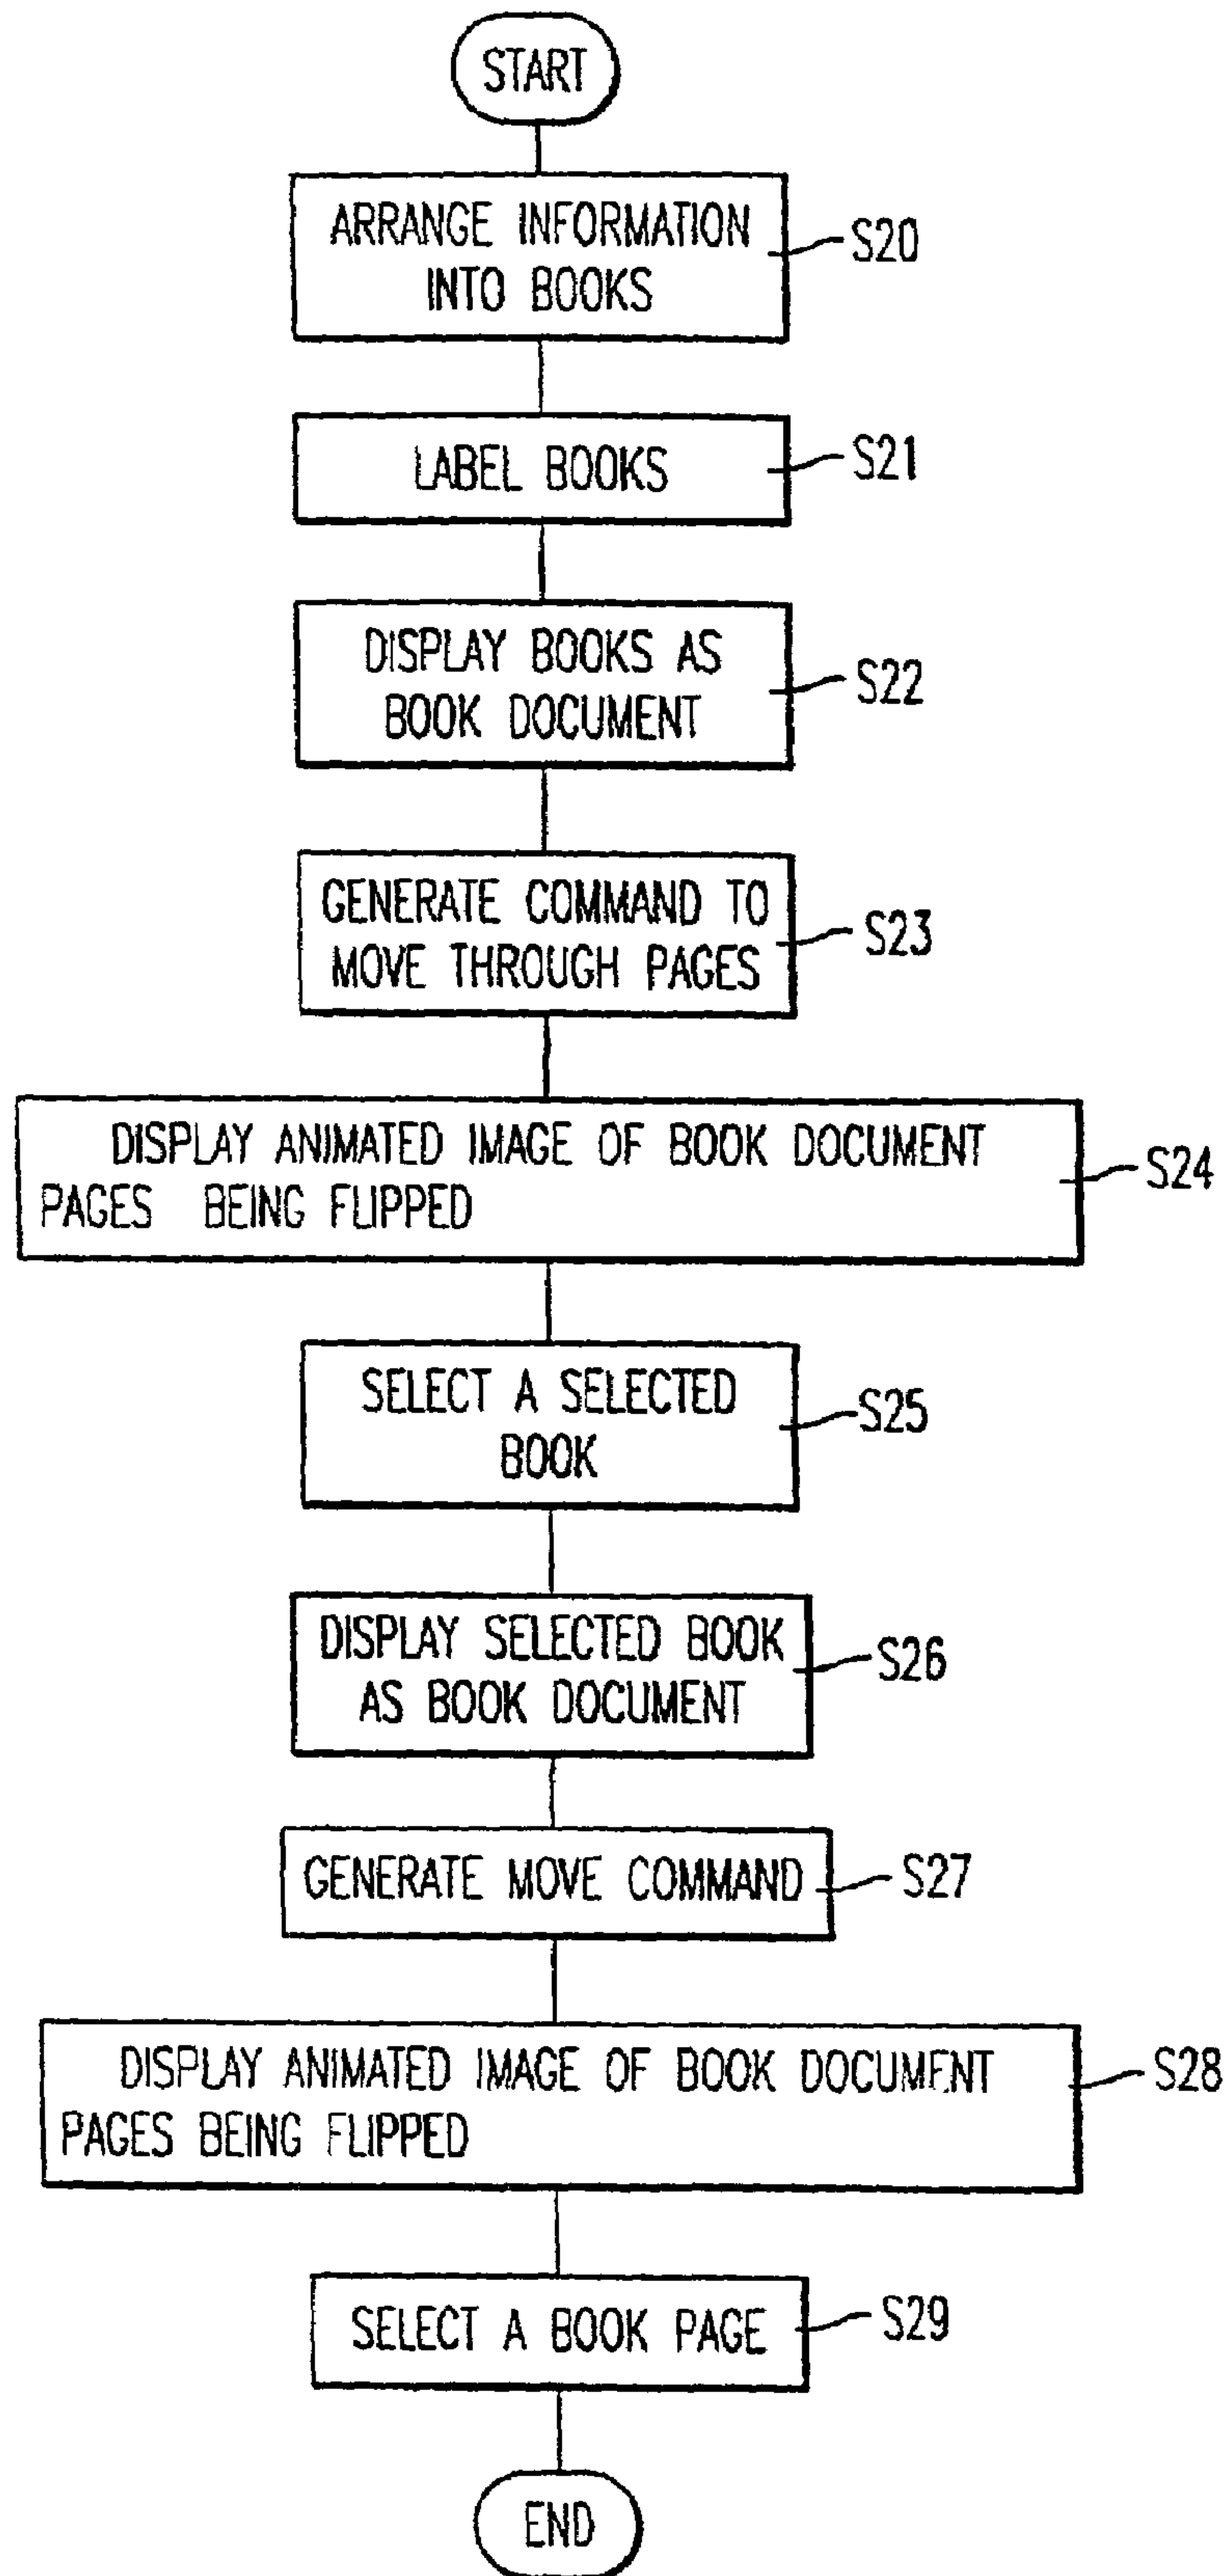 START
ARRANGE INFORMATION
INTO BOOKS
S20
LABEL BOOKS
S21
DISPLAY BOOKS AS
BOOK DOCUMENT
S22
GENERATE COMMAND TO
MOVE THROUGH PAGES
S23
DISPLAY ANIMATED IMAGE OF BOOK DOCUMENT
PAGES BEING FLIPPED
S24
SELECT A SELECTED
BOOK
S25
DISPLAY SELECTED BOOK
AS BOOK DOCUMENT
S26
GENERATE MOVE COMMAND
S27
DISPLAY ANIMATED IMAGE OF BOOK DOCUMENT
PAGES BEING FLIPPED
S28
SELECT A BOOK PAGE
S29
END